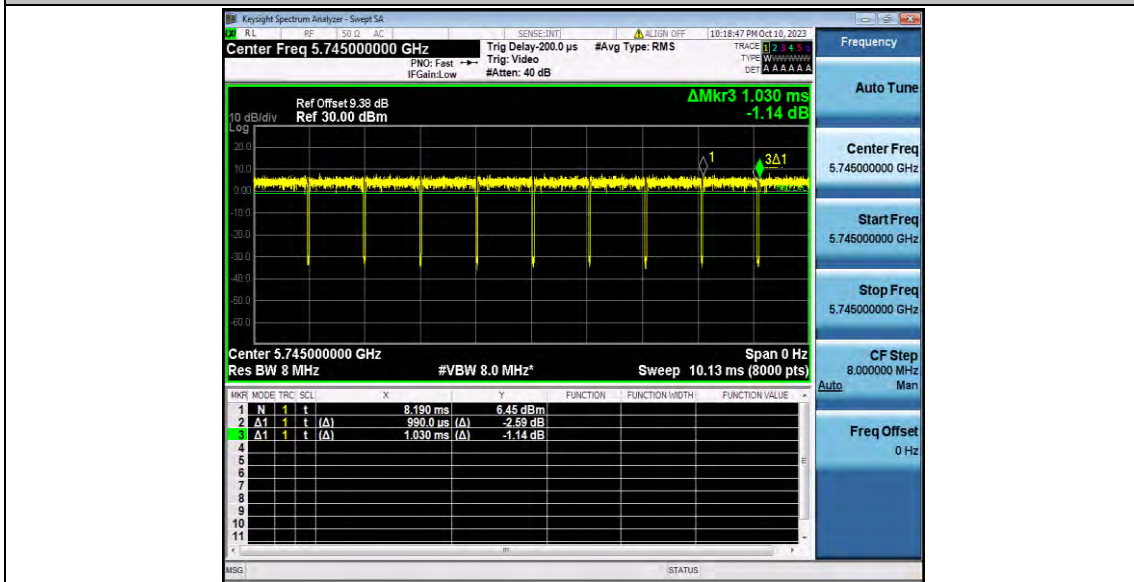 Keysight Spectrum Analyzer - Swept SA
RL RF 50 Ω AC SENSE:INT ALIGN OFF 10:18:47 PM Oct 10, 2023
Center Freq 5.745000000 GHz
PNO: Fast
IFGain:Low
Trig Delay-200.0 µs
Trig: Video
#Atten: 40 dB
#Avg Type: RMS
TRACE 1 2 3 4 5 6
TYPE WWWWWW
DET A A A A A A
ΔMkr3 1.030 ms
-1.14 dB
Ref Offset 9.38 dB
10 dB/div Ref 30.00 dBm
Log
20.0
10.0
0.00
-10.0
-20.0
-30.0
-40.0
-50.0
-60.0
1
3Δ1
Center 5.745000000 GHz Span 0 Hz
Res BW 8 MHz #VBW 8.0 MHz* Sweep 10.13 ms (8000 pts)
MKR MODE TRC SCL X Y FUNCTION FUNCTION WIDTH FUNCTION VALUE
1 N 1 t 8.190 ms 6.45 dBm
2 Δ1 1 t (Δ) 990.0 µs (Δ) -2.59 dB
3 Δ1 1 t (Δ) 1.030 ms (Δ) -1.14 dB
4
5
6
7
8
9
10
11
MSG STATUS
Frequency
Auto Tune
Center Freq
5.745000000 GHz
Start Freq
5.745000000 GHz
Stop Freq
5.745000000 GHz
CF Step
8.000000 MHz
Auto Man
Freq Offset
0 Hz